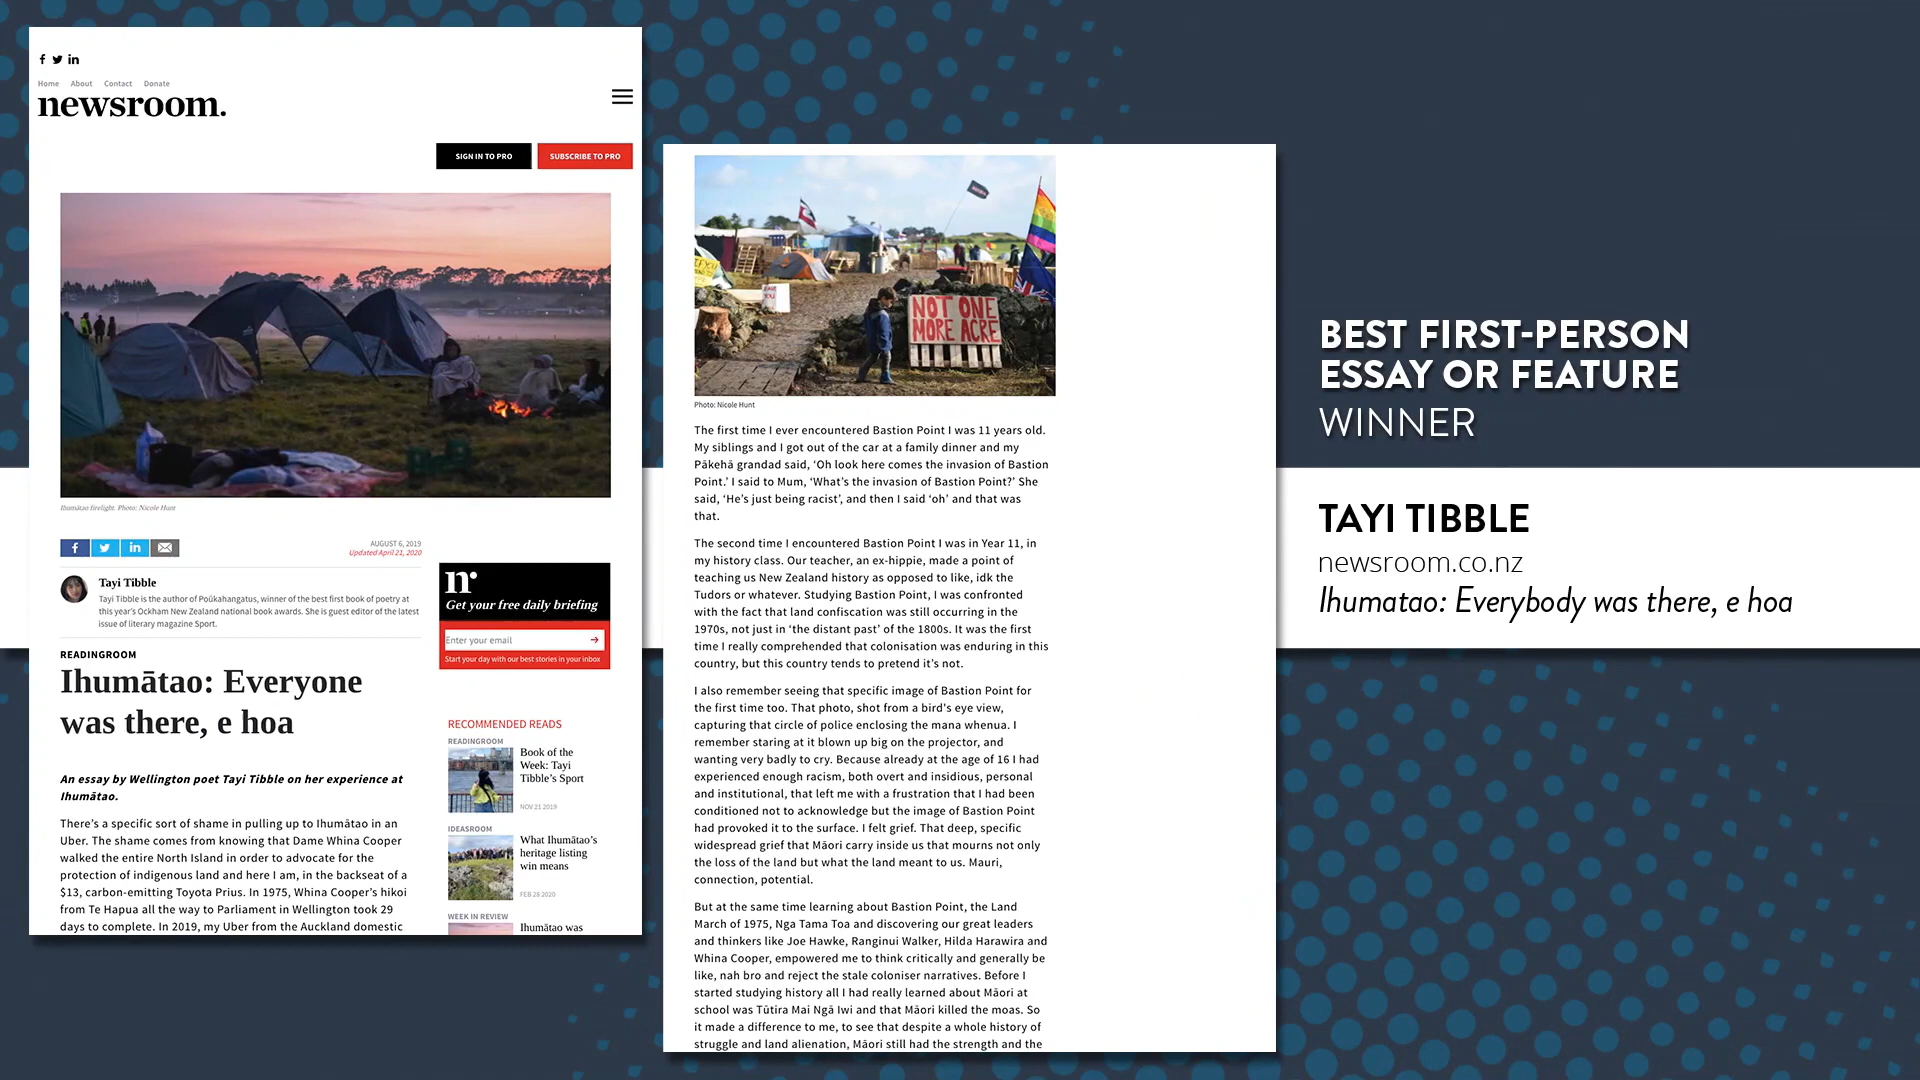 Home About Contact Donate
newsroom.
SIGN IN TO PRO
SUBSCRIBE TO PRO
Ihumātao firelight. Photo: Nicole Hunt
AUGUST 6, 2019
Updated April 21, 2020
Tayi Tibble
Tayi Tibble is the author of Poūkahangatus, winner of the best first book of poetry at
this year's Ockham New Zealand national book awards. She is guest editor of the latest
issue of literary magazine Sport.
READINGROOM
Ihumātao: Everyone
was there, e hoa
An essay by Wellington poet Tayi Tibble on her experience at
Ihumātao.
There's a specific sort of shame in pulling up to Ihumātao in an
Uber. The shame comes from knowing that Dame Whina Cooper
walked the entire North Island in order to advocate for the
protection of indigenous land and here I am, in the backseat of a
$13, carbon-emitting Toyota Prius. In 1975, Whina Cooper's hikoi
from Te Hapua all the way to Parliament in Wellington took 29
days to complete. In 2019, my Uber from the Auckland domestic
nr
Get your free daily briefing
Enter your email
Start your day with our best stories in your inbox
RECOMMENDED READS
READINGROOM
Book of the
Week: Tayi
Tibble's Sport
NOV 21 2019
IDEASROOM
What Ihumātao's
heritage listing
win means
FEB 28 2020
WEEK IN REVIEW
Ihumātao was
NOT ONE
MORE ACRE
Photo: Nicole Hunt
The first time I ever encountered Bastion Point I was 11 years old.
My siblings and I got out of the car at a family dinner and my
Pākehā grandad said, ‘Oh look here comes the invasion of Bastion
Point.’ I said to Mum, ‘What’s the invasion of Bastion Point?’ She
said, ‘He’s just being racist’, and then I said ‘oh’ and that was
that.
The second time I encountered Bastion Point I was in Year 11, in
my history class. Our teacher, an ex-hippie, made a point of
teaching us New Zealand history as opposed to like, idk the
Tudors or whatever. Studying Bastion Point, I was confronted
with the fact that land confiscation was still occurring in the
1970s, not just in ‘the distant past’ of the 1800s. It was the first
time I really comprehended that colonisation was enduring in this
country, but this country tends to pretend it’s not.
I also remember seeing that specific image of Bastion Point for
the first time too. That photo, shot from a bird's eye view,
capturing that circle of police enclosing the mana whenua. I
remember staring at it blown up big on the projector, and
wanting very badly to cry. Because already at the age of 16 I had
experienced enough racism, both overt and insidious, personal
and institutional, that left me with a frustration that I had been
conditioned not to acknowledge but the image of Bastion Point
had provoked it to the surface. I felt grief. That deep, specific
widespread grief that Māori carry inside us that mourns not only
the loss of the land but what the land meant to us. Mauri,
connection, potential.
But at the same time learning about Bastion Point, the Land
March of 1975, Nga Tama Toa and discovering our great leaders
and thinkers like Joe Hawke, Ranginui Walker, Hilda Harawira and
Whina Cooper, empowered me to think critically and generally be
like, nah bro and reject the stale coloniser narratives. Before I
started studying history all I had really learned about Māori at
school was Tūtira Mai Ngā Iwi and that Māori killed the moas. So
it made a difference to me, to see that despite a whole history of
struggle and land alienation, Māori still had the strength and the
BEST FIRST-PERSON
ESSAY OR FEATURE
WINNER
TAYI TIBBLE
newsroom.co.nz
Ihumatao: Everybody was there, e hoa